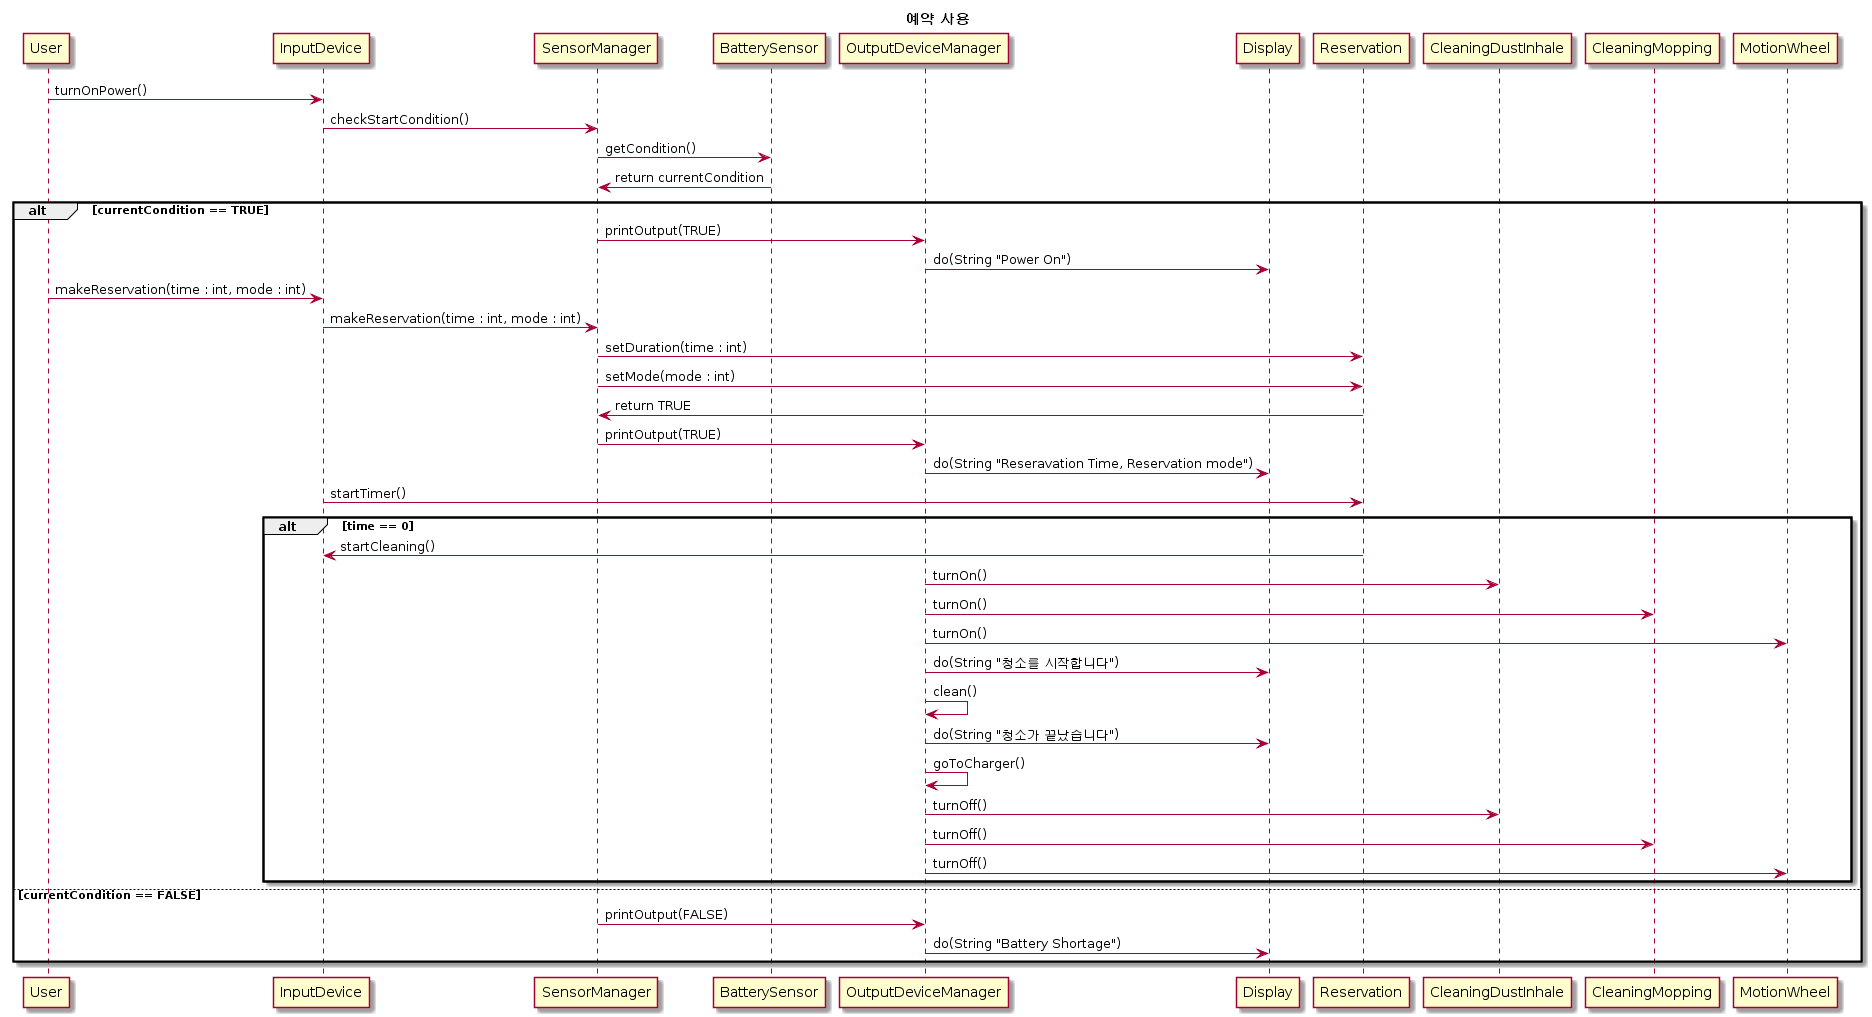 예약 사용
User InputDevice SensorManager BatterySensor OutputDeviceManager Display Reservation CleaningDustInhale CleaningMopping MotionWheel
turnOnPower()
checkStartCondition()
getCondition()
return currentCondition
alt [currentCondition == TRUE]
printOutput(TRUE)
do(String "Power On")
makeReservation(time : int, mode : int)
makeReservation(time : int, mode : int)
setDuration(time : int)
setMode(mode : int)
return TRUE
printOutput(TRUE)
do(String "Reseravation Time, Reservation mode")
startTimer()
alt [time == 0]
startCleaning()
turnOn()
turnOn()
turnOn()
do(String "청소를 시작합니다")
clean()
do(String "청소가 끝났습니다")
goToCharger()
turnOff()
turnOff()
turnOff()
[currentCondition == FALSE]
printOutput(FALSE)
do(String "Battery Shortage")
User InputDevice SensorManager BatterySensor OutputDeviceManager Display Reservation CleaningDustInhale CleaningMopping MotionWheel